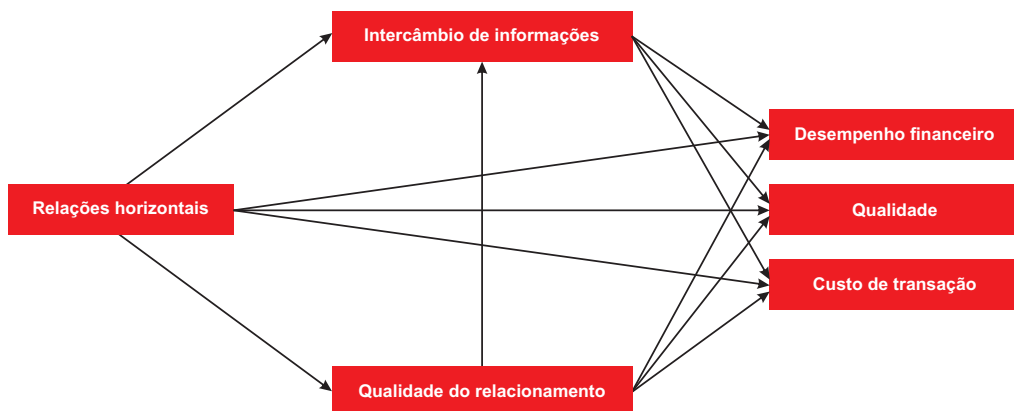 Intercâmbio de informações
Desempenho financeiro
Relações horizontais
Qualidade
Custo de transação
Qualidade do relacionamento